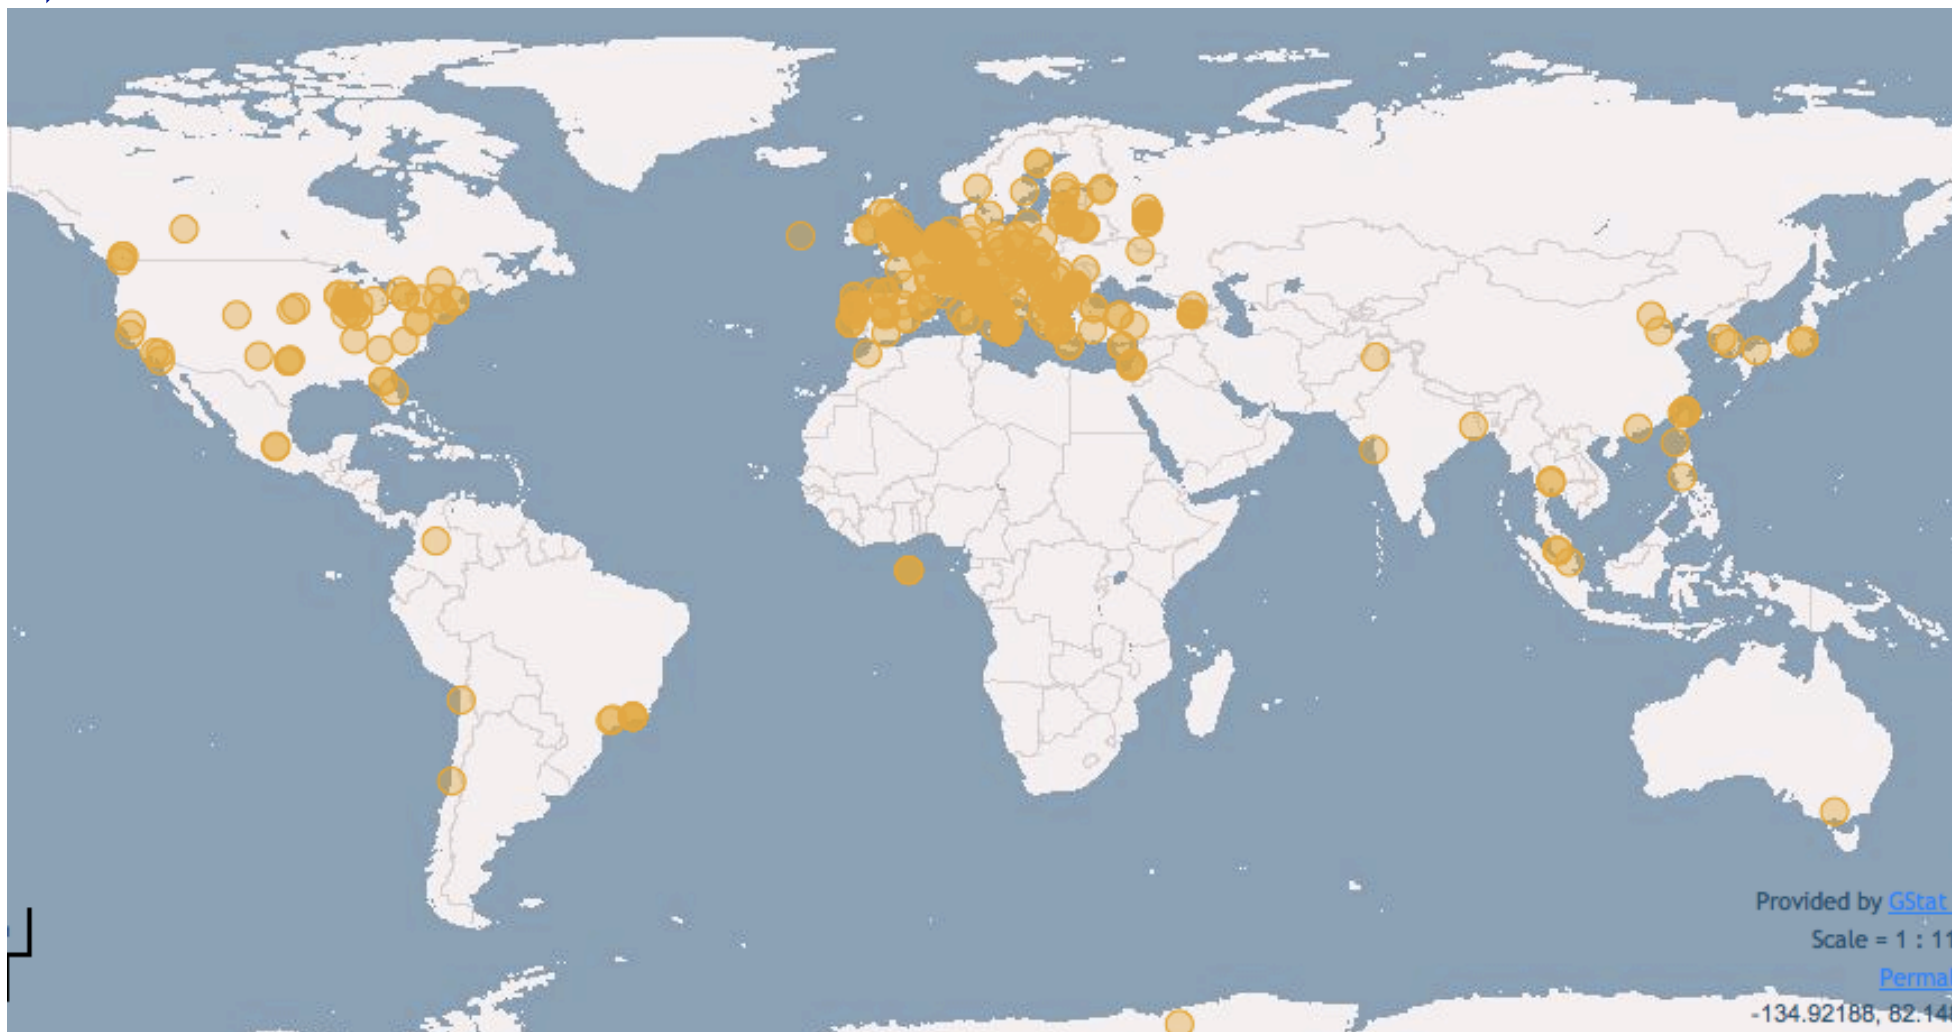 Provided by GStat
Scale = 1 : 11
Permal
-134.92188, 82.14